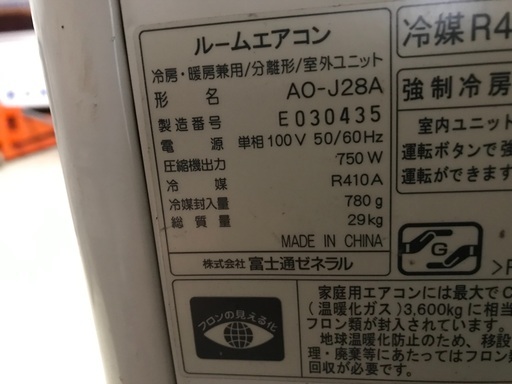 ルームエアコン
冷房・暖房兼用/分離形/室外ユニット
形名 AO-J28A
製造番号 E030435
電源 単相100V 50/60Hz
圧縮機出力 750W
冷媒 R410A
冷媒封入量 780g
総質量 29kg
MADE IN CHINA
株式会社 富士通ゼネラル
フロンの見える化
冷媒R4
強制冷房
室内ユニット
運転ボタンで強
運転ができます
G
家庭用エアコンには最大でC
(温暖化ガス)3,600kgに相当
フロン類が封入されています。
地球温暖化防止のため、移設
理・廃棄等にあたってはフロン類
回収が必要です。